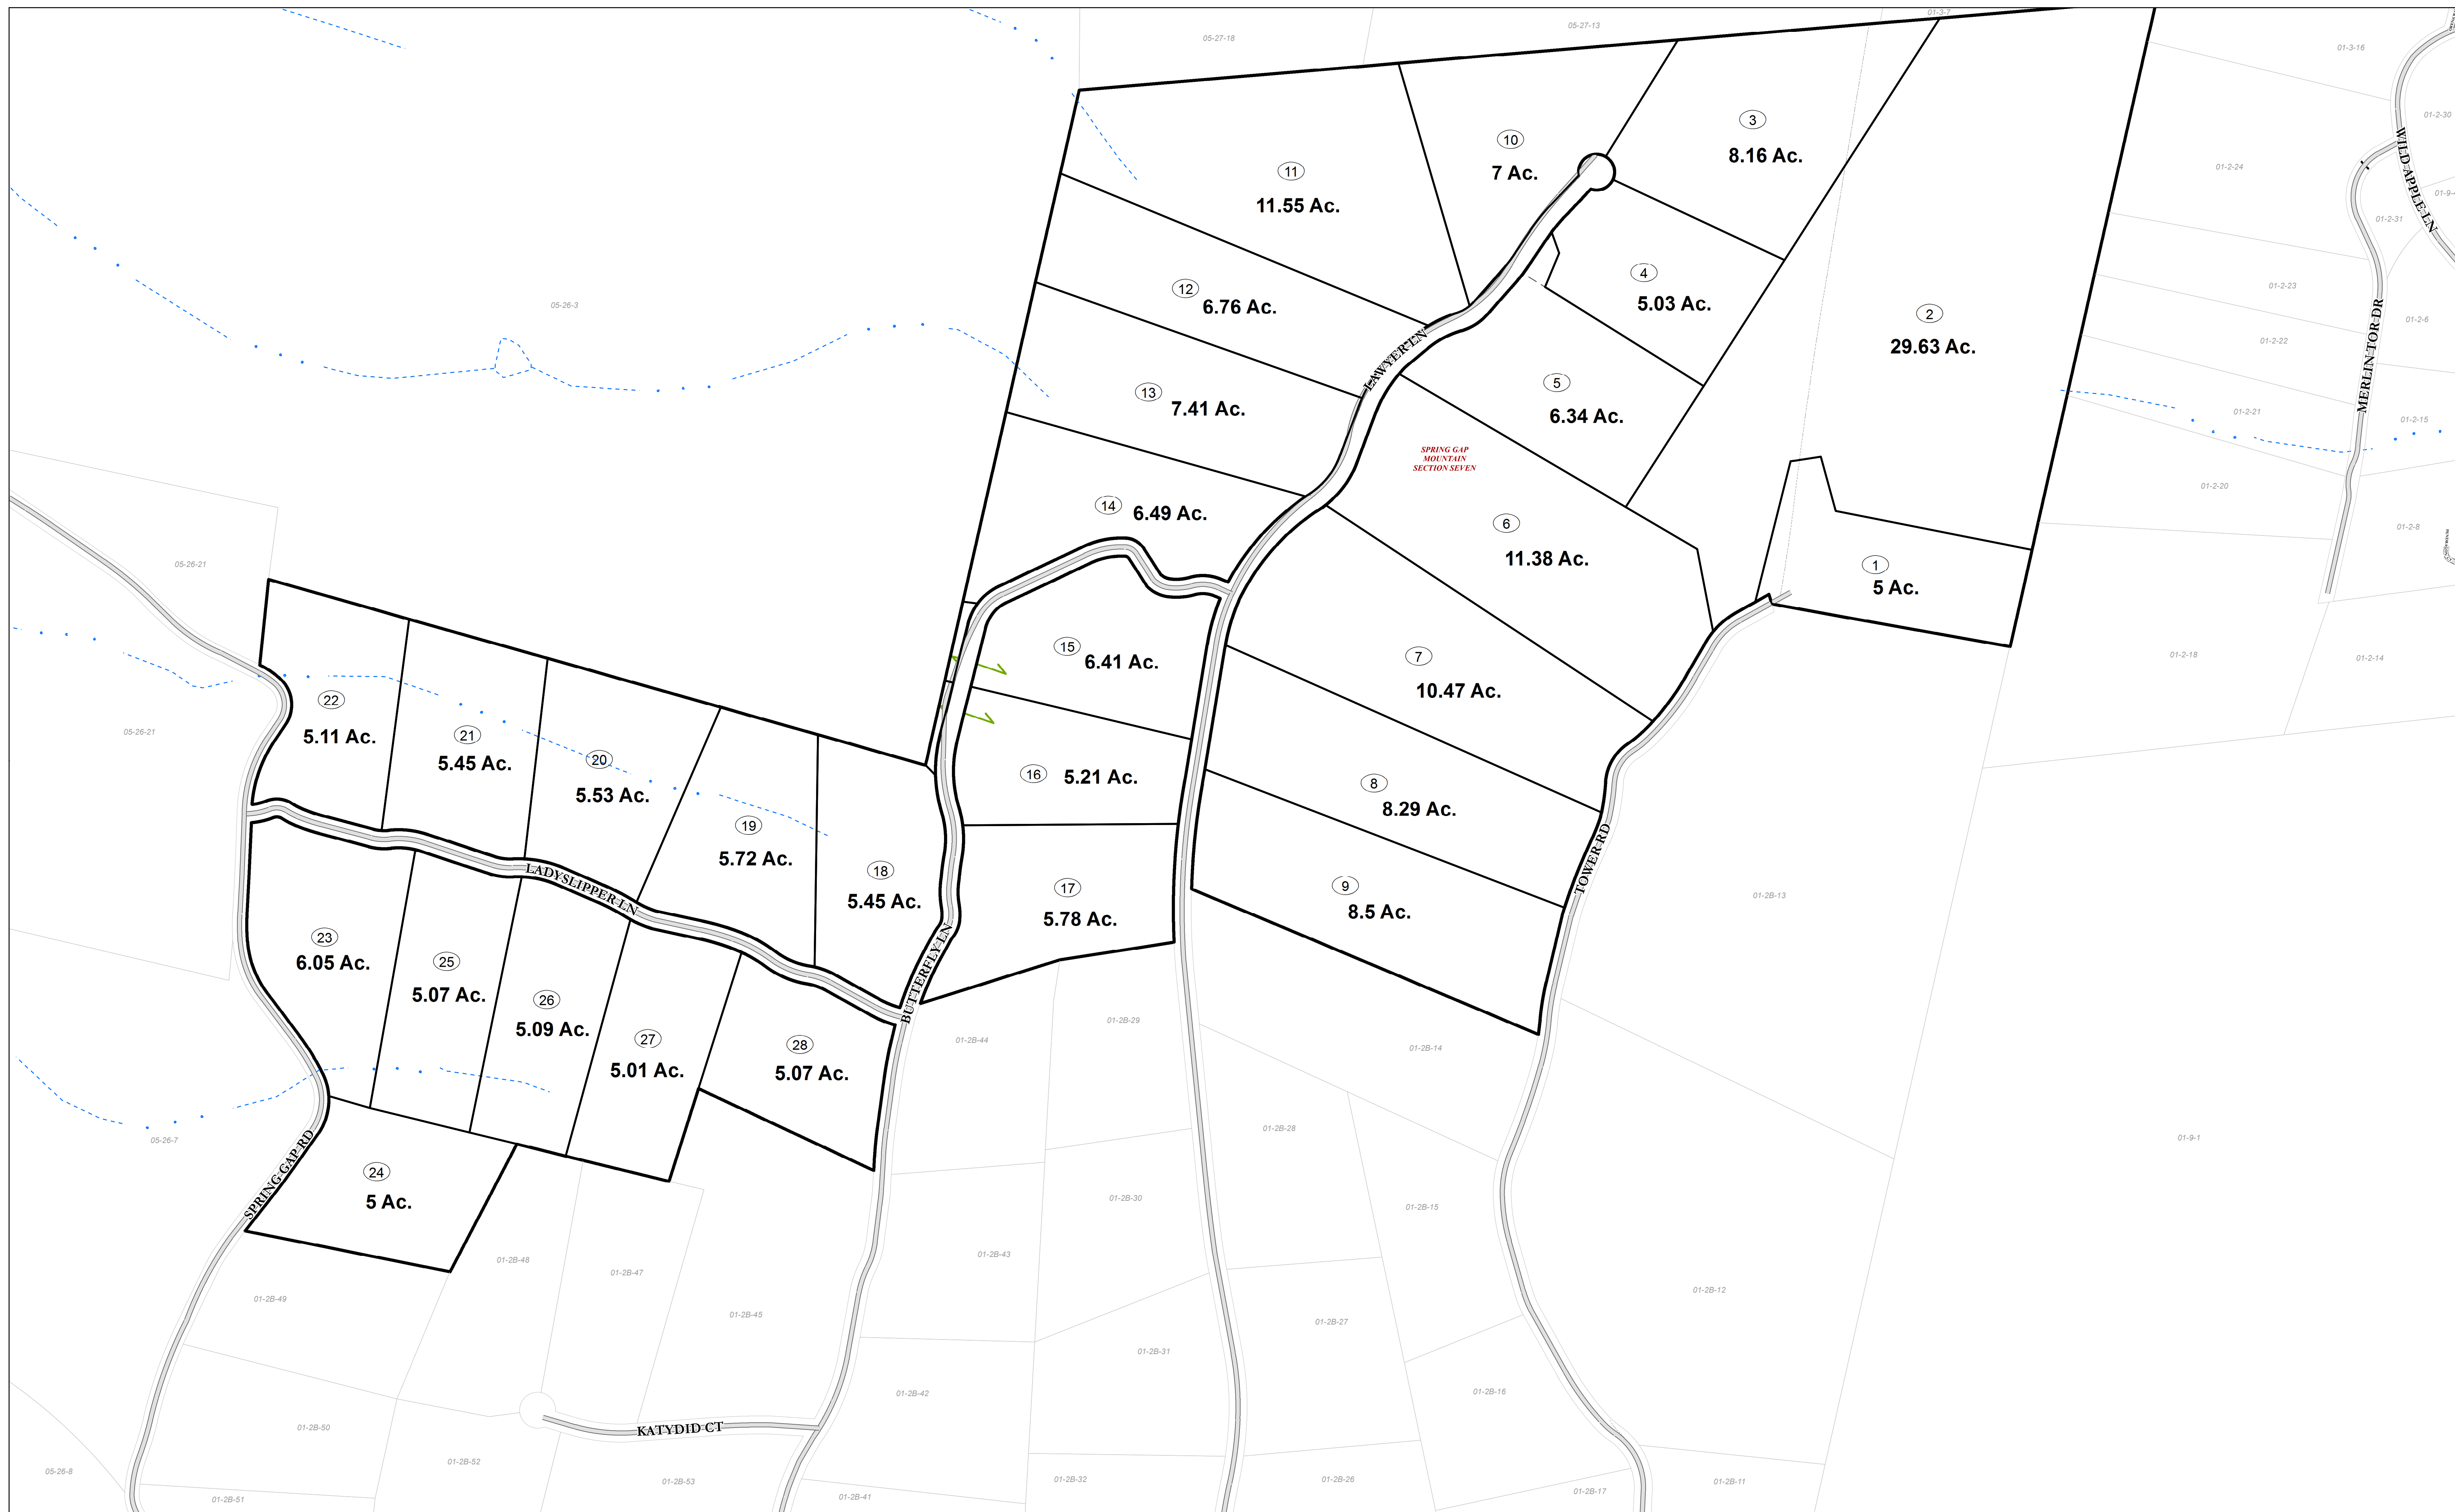 01-3-7
05-27-13
05-27-18
01-3-16
01-2-30
3
8.16 Ac.
10
7 Ac.
WILD APPLE LN
01-2-24
11
11.55 Ac.
01-2-31
4
5.03 Ac.
12
6.76 Ac.
01-2-23
05-26-3
2
29.63 Ac.
01-2-6
01-2-22
MERLIN TOR DR
LAWYER LN
5
6.34 Ac.
13
7.41 Ac.
01-2-21
01-2-15
SPRING GAP
MOUNTAIN
SECTION SEVEN
01-2-20
14
6.49 Ac.
6
11.38 Ac.
01-2-8
05-26-21
1
5 Ac.
15
6.41 Ac.
7
10.47 Ac.
01-2-18
01-2-14
22
5.11 Ac.
05-26-21
21
5.45 Ac.
20
5.53 Ac.
16
5.21 Ac.
8
8.29 Ac.
19
5.72 Ac.
TOWER RD
18
5.45 Ac.
LADYSLIPPER LN
17
5.78 Ac.
9
8.5 Ac.
01-2B-13
23
6.05 Ac.
25
5.07 Ac.
BUTTERFLY LN
26
5.09 Ac.
01-2B-29
01-2B-44
27
5.01 Ac.
28
5.07 Ac.
01-2B-14
01-2B-28
05-26-7
01-9-1
SPRING GAP RD
24
5 Ac.
01-2B-30
01-2B-15
01-2B-43
01-2B-48
01-2B-47
01-2B-12
01-2B-49
01-2B-45
01-2B-27
01-2B-31
01-2B-42
01-2B-16
KATYDID CT
01-2B-50
01-2B-52
05-26-8
01-2B-53
01-2B-32
01-2B-26
01-2B-11
01-2B-17
01-2B-41
01-2B-51